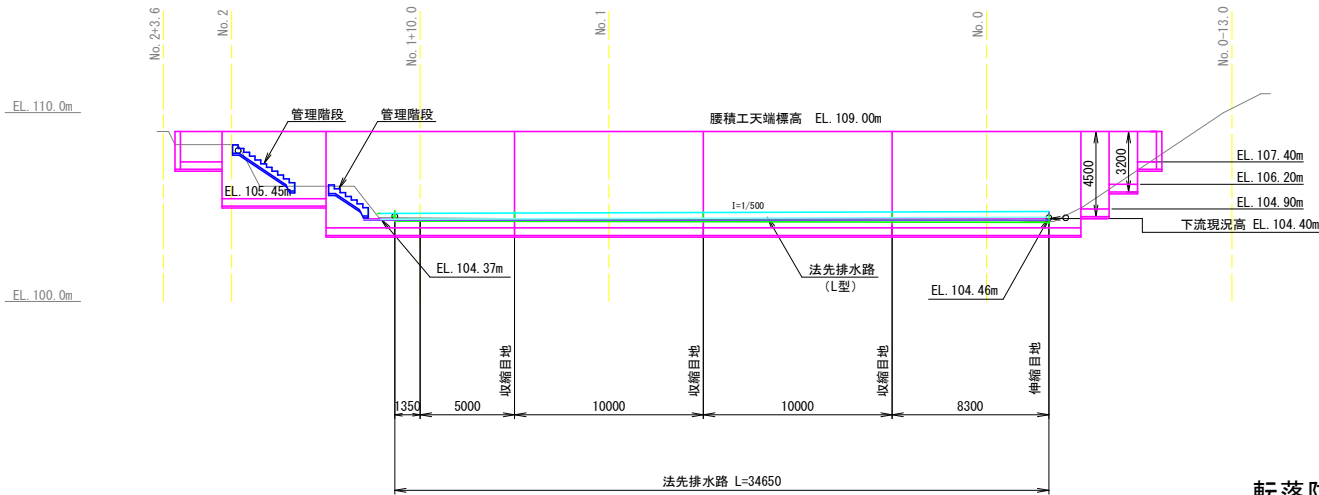 No.2+3.6
No.2
No.1+10.0
No.1
No.0
No.0-13.0
EL.110.0m
管理階段
管理階段
腰積工天端標高 EL.109.00m
4500
3200
EL.107.40m
EL.106.20m
EL.105.45m
EL.104.90m
I=1/500
下流現況高 EL.104.40m
EL.104.37m
法先排水路
(L型)
EL.104.46m
EL.100.0m
収縮目地
収縮目地
収縮目地
伸縮目地
1350
5000
10000
10000
8300
法先排水路 L=34650